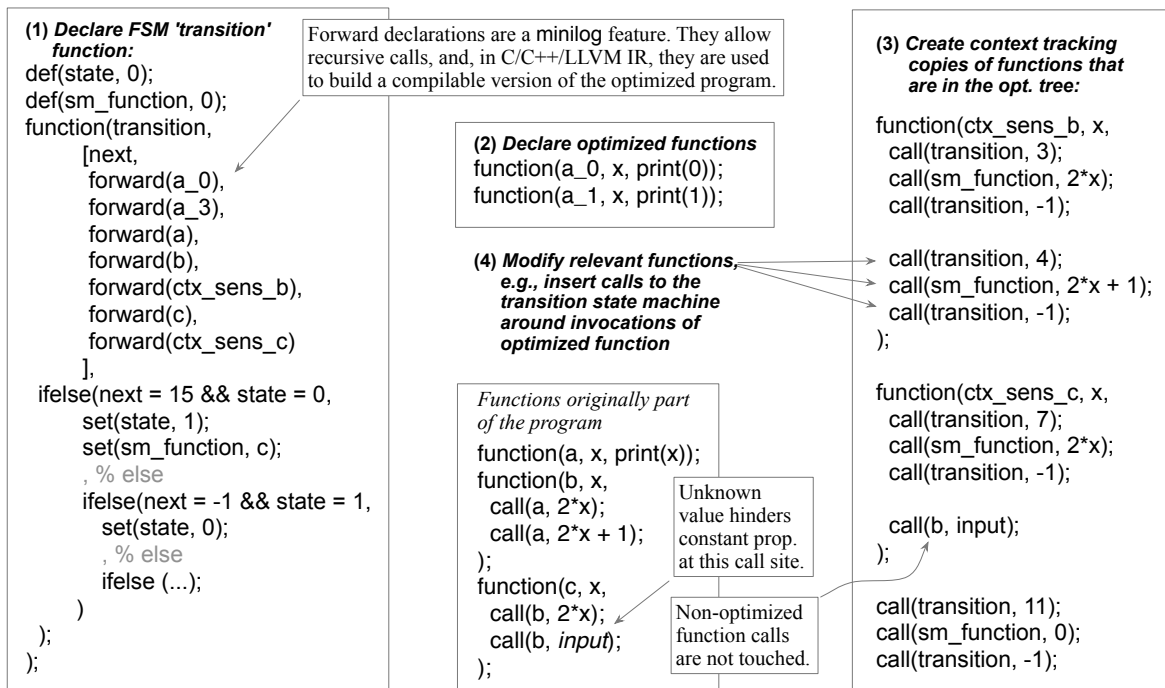 (1) Declare FSM 'transition'
function:
def(state, 0);
def(sm_function, 0);
function(transition,
[next,
forward(a_0),
forward(a_3),
forward(a),
forward(b),
forward(ctx_sens_b),
forward(c),
forward(ctx_sens_c)
],
ifelse(next = 15 && state = 0,
set(state, 1);
set(sm_function, c);
, % else
ifelse(next = -1 && state = 1,
set(state, 0);
, % else
ifelse (...);
)
);
);
Forward declarations are a minilog feature. They allow
recursive calls, and, in C/C++/LLVM IR, they are used
to build a compilable version of the optimized program.
(2) Declare optimized functions
function(a_0, x, print(0));
function(a_1, x, print(1));
(4) Modify relevant functions,
e.g., insert calls to the
transition state machine
around invocations of
optimized function
Functions originally part
of the program
function(a, x, print(x));
function(b, x,
call(a, 2*x);
call(a, 2*x + 1);
);
function(c, x,
call(b, 2*x);
call(b, input);
);
Unknown
value hinders
constant prop.
at this call site.
Non-optimized
function calls
are not touched.
(3) Create context tracking
copies of functions that
are in the opt. tree:
function(ctx_sens_b, x,
call(transition, 3);
call(sm_function, 2*x);
call(transition, -1);
call(transition, 4);
call(sm_function, 2*x + 1);
call(transition, -1);
);
function(ctx_sens_c, x,
call(transition, 7);
call(sm_function, 2*x);
call(transition, -1);
call(b, input);
);
call(transition, 11);
call(sm_function, 0);
call(transition, -1);